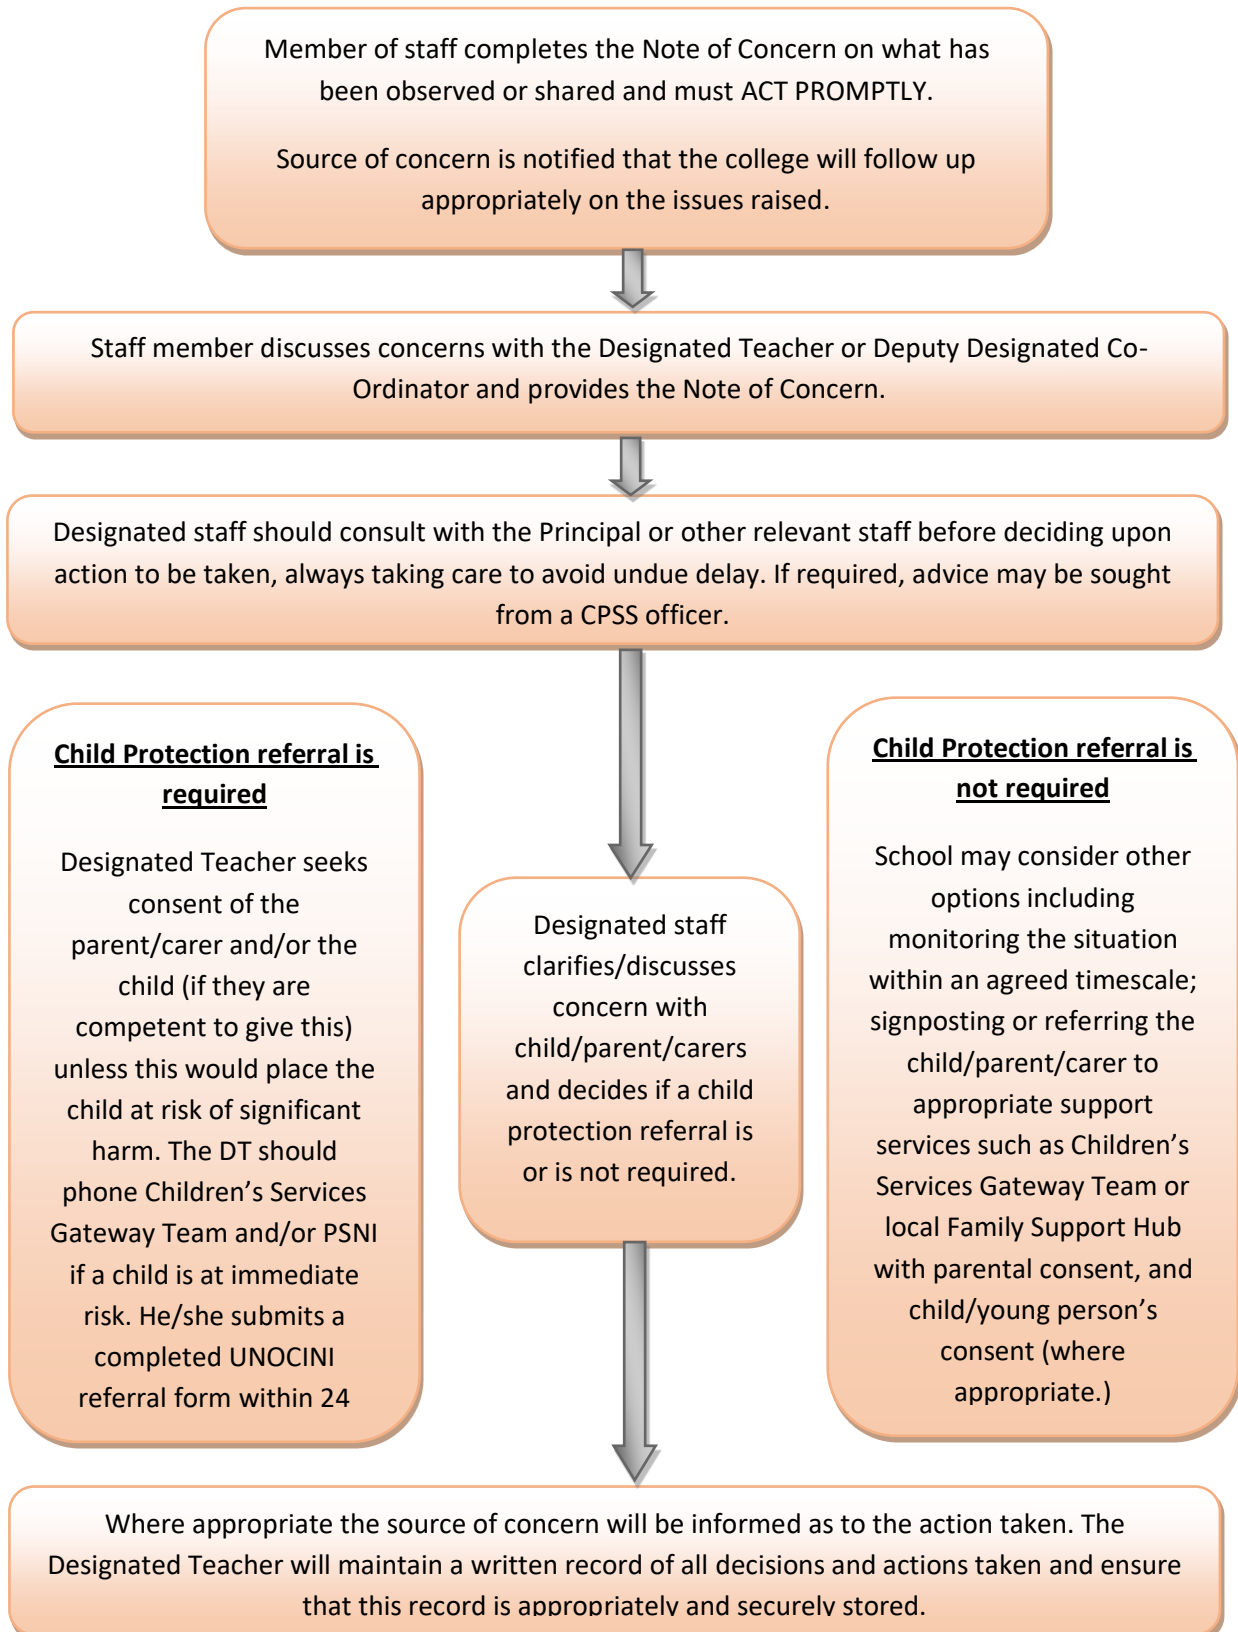 Member of staff completes the Note of Concern on what has
been observed or shared and must ACT PROMPTLY.
Source of concern is notified that the college will follow up
appropriately on the issues raised.
Staff member discusses concerns with the Designated Teacher or Deputy Designated Co-
Ordinator and provides the Note of Concern.
Designated staff should consult with the Principal or other relevant staff before deciding upon
action to be taken, always taking care to avoid undue delay. If required, advice may be sought
from a CPSS officer.
Child Protection referral is
required
Designated Teacher seeks
consent of the
parent/carer and/or the
child (if they are
competent to give this)
unless this would place the
child at risk of significant
harm. The DT should
phone Children’s Services
Gateway Team and/or PSNI
if a child is at immediate
risk. He/she submits a
completed UNOCINI
referral form within 24
Designated staff
clarifies/discusses
concern with
child/parent/carers
and decides if a child
protection referral is
or is not required.
Child Protection referral is
not required
School may consider other
options including
monitoring the situation
within an agreed timescale;
signposting or referring the
child/parent/carer to
appropriate support
services such as Children’s
Services Gateway Team or
local Family Support Hub
with parental consent, and
child/young person’s
consent (where
appropriate.)
Where appropriate the source of concern will be informed as to the action taken. The
Designated Teacher will maintain a written record of all decisions and actions taken and ensure
that this record is appropriately and securely stored.